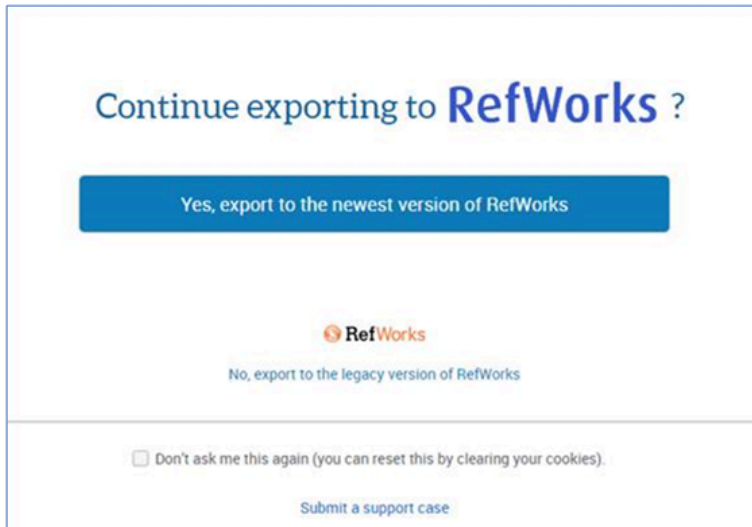 Continue exporting to RefWorks ?
Yes, export to the newest version of RefWorks
RefWorks
No, export to the legacy version of RefWorks
Don't ask me this again (you can reset this by clearing your cookies).
Submit a support case